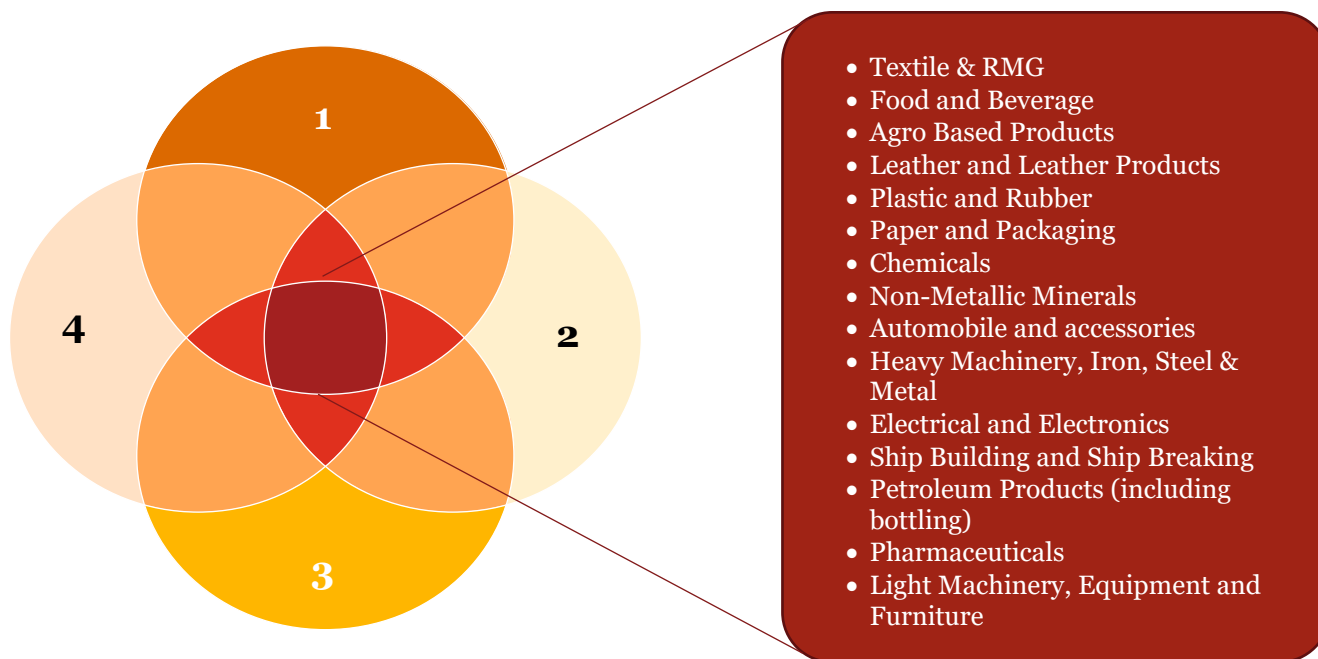 1
4
2
3
• Textile & RMG
• Food and Beverage
• Agro Based Products
• Leather and Leather Products
• Plastic and Rubber
• Paper and Packaging
• Chemicals
• Non-Metallic Minerals
• Automobile and accessories
• Heavy Machinery, Iron, Steel &
Metal
• Electrical and Electronics
• Ship Building and Ship Breaking
• Petroleum Products (including
bottling)
• Pharmaceuticals
• Light Machinery, Equipment and
Furniture